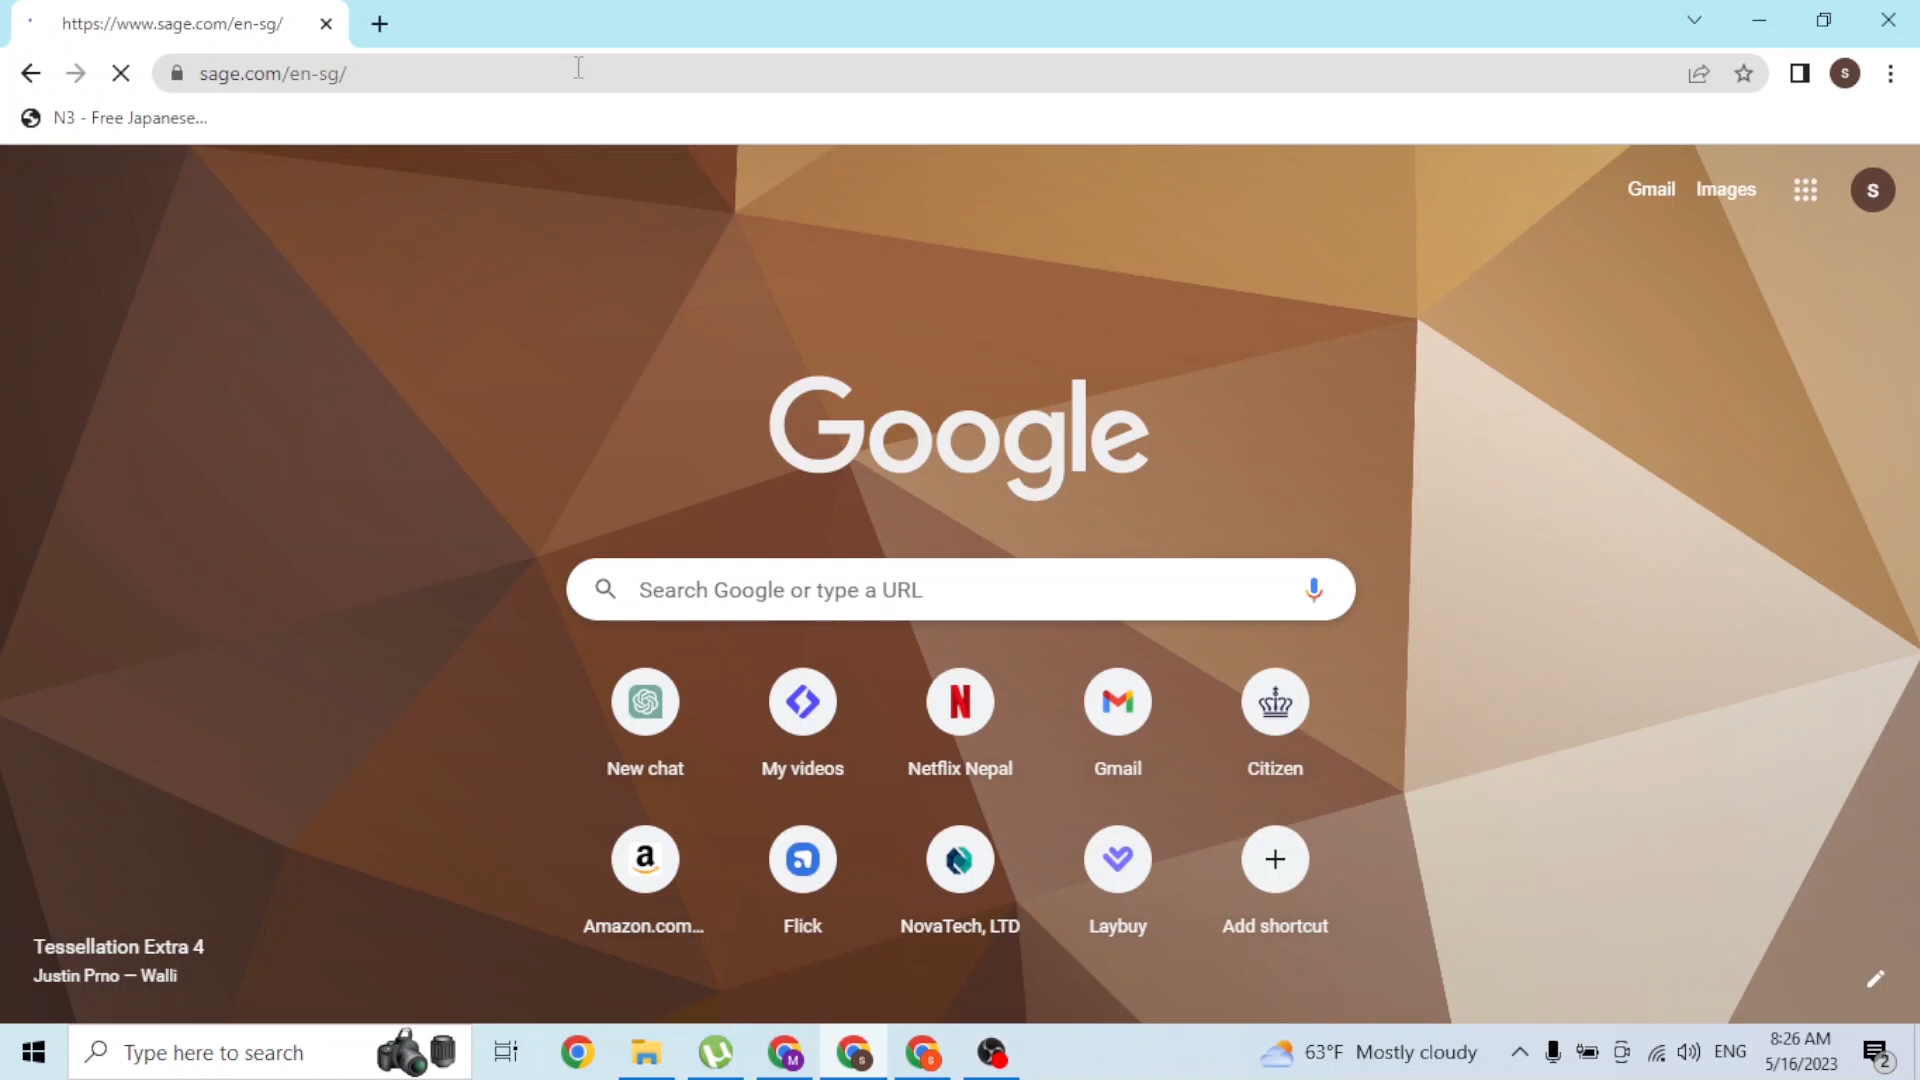 https://www.sage.com/en-sg/
sage.com/en-sg/
S
N3 - Free Japanese...
Gmail Images
S
Google
Search Google or type a URL
New chat
My videos
Netflix Nepal
Gmail
Citizen
Amazon.com...
Flick
NovaTech, LTD
Laybuy
Add shortcut
Tessellation Extra 4
Justin Prno — Walli
Type here to search
63°F Mostly cloudy
ENG
8:26 AM
5/16/2023
2